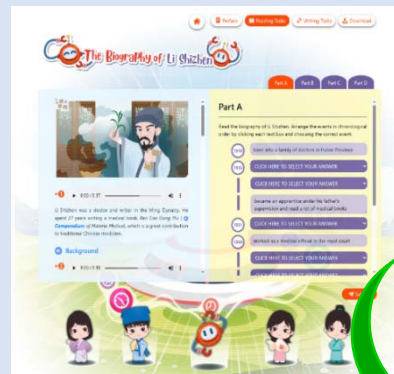 Perfect
Reading Tasks
Writing Tasks
Download
The Biography of Li Shizhen
Part A
Part B
Part C
Part D
Part A
Read the biography of Li Shizhen. Arrange the events in chronological
order by clicking each text box and choosing the correct event.
Born into a family of doctors in Hubei Province
CLICK HERE TO SELECT YOUR ANSWER
CLICK HERE TO SELECT YOUR ANSWER
Became an apprentice under his father's
supervision and read a lot of medical books
CLICK HERE TO SELECT YOUR ANSWER
Worked as a medical official in the royal court
CLICK HERE TO SELECT YOUR ANSWER
CLICK HERE TO SELECT YOUR ANSWER
Li Shizhen was a doctor and writer in the Ming Dynasty. He
spent 27 years writing a medical book, Ben Cao Gang Mu (
Compendium of Materia Medica), which is a great contribution
to traditional Chinese medicine.
Background